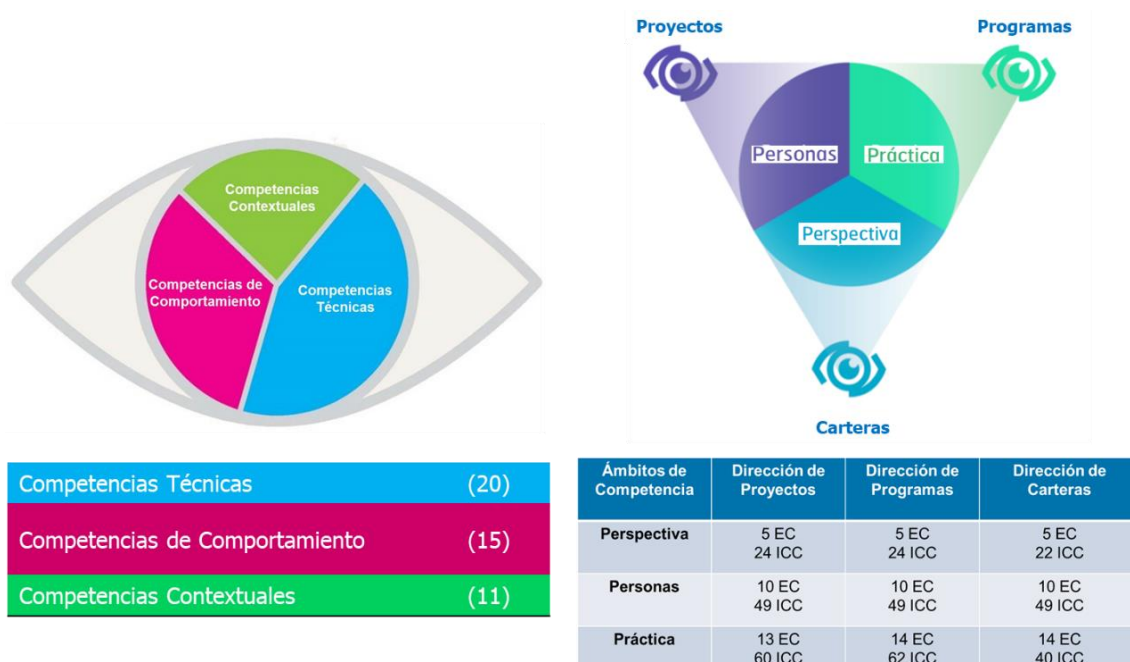 Proyectos
Programas
Personas
Práctica
Perspectiva
Carteras
Competencias
Contextuales
Competencias de
Comportamiento
Competencias
Técnicas
Competencias Técnicas (20)
Competencias de Comportamiento (15)
Competencias Contextuales (11)
Ámbitos de Competencia
Dirección de Proyectos
Dirección de Programas
Dirección de Carteras
Perspectiva
5 EC 5 EC 5 EC
24 ICC 24 ICC 22 ICC
Personas
10 EC 10 EC 10 EC
49 ICC 49 ICC 49 ICC
Práctica
13 EC 14 EC 14 EC
60 ICC 62 ICC 40 ICC